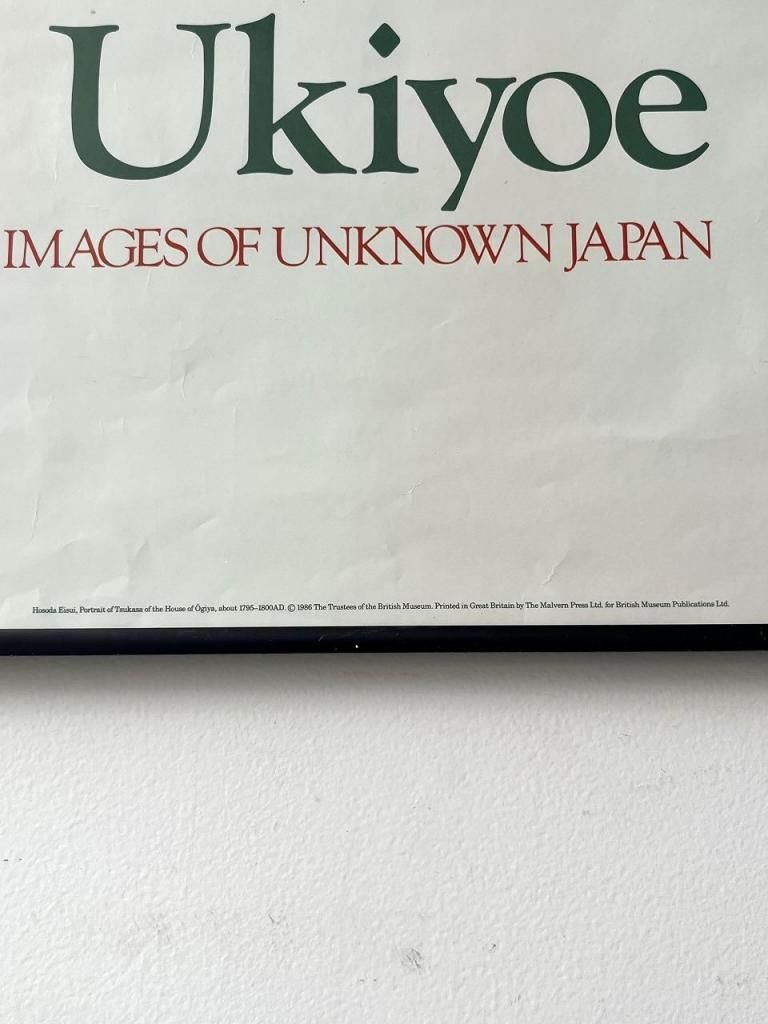 Ukiyoe
IMAGES OF UNKNOWN JAPAN
Hosoda Eisui, Portrait of Tsukasa of the House of Ōgiya, about 1795–1800AD. © 1986 The Trustees of the British Museum. Printed in Great Britain by The Malvern Press Ltd. for British Museum Publications Ltd.